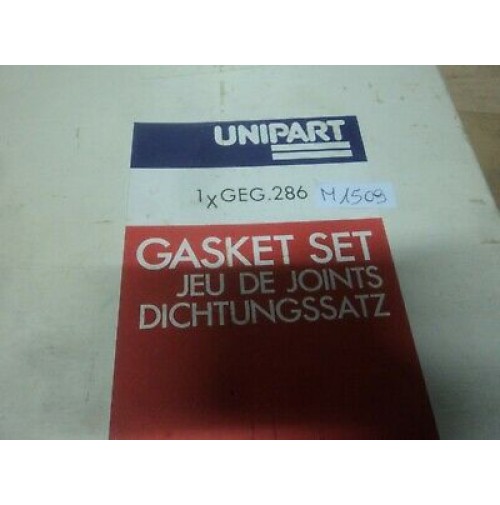 UNIPART
1xGEG.286 M1509
GASKET SET
JEU DE JOINTS
DICHTUNGSSATZ